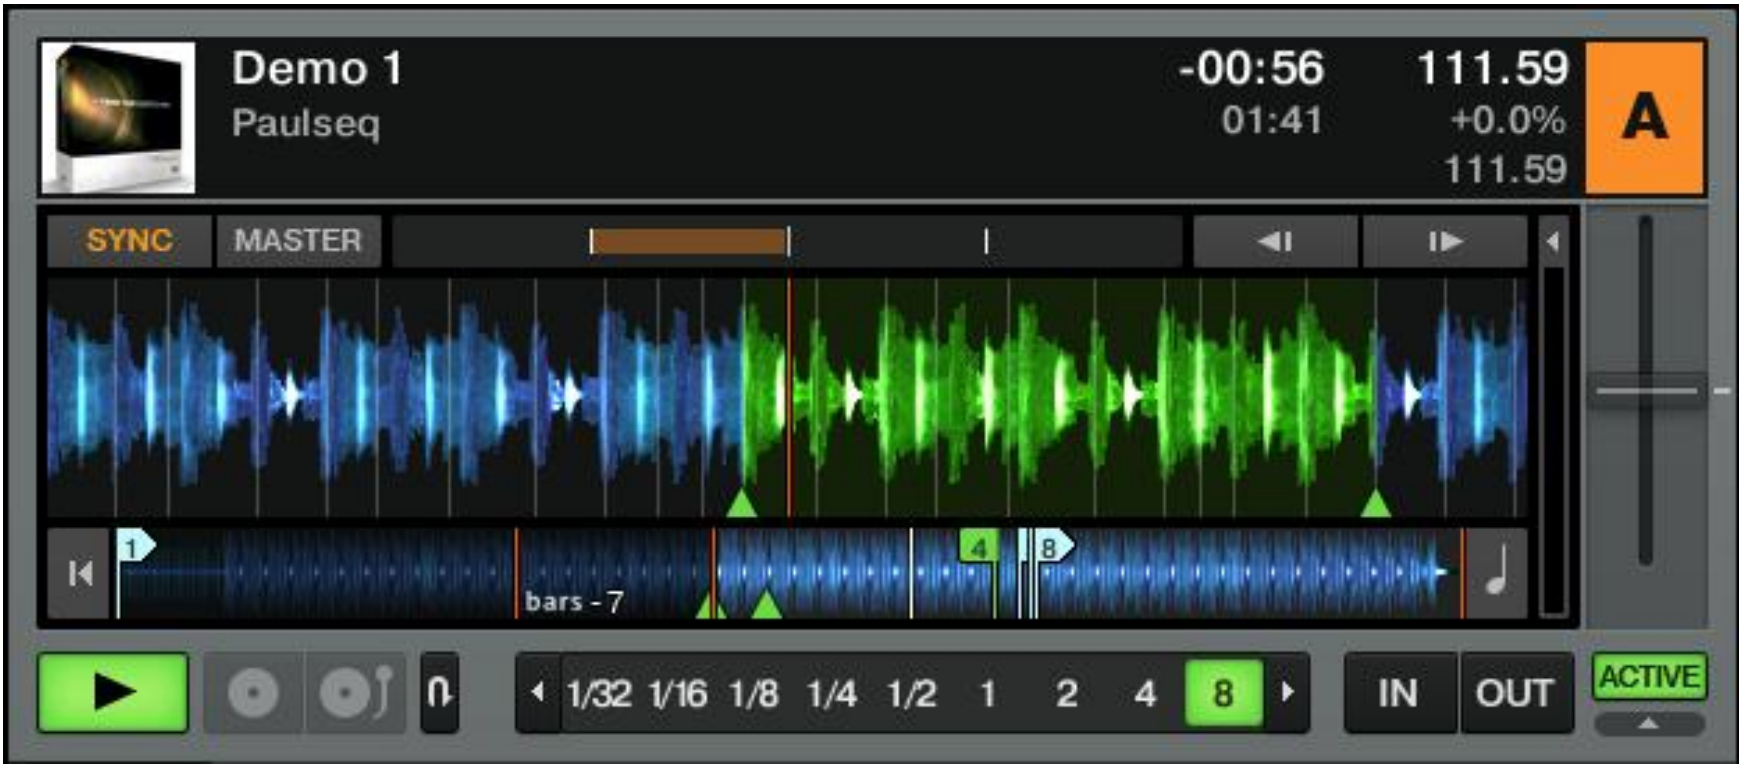 Demo 1 -00:56 111.59 A
Paulseq 01:41 +0.0%
111.59
SYNC MASTER
1 4 8
bars - 7
1/32 1/16 1/8 1/4 1/2 1 2 4 8 IN OUT ACTIVE